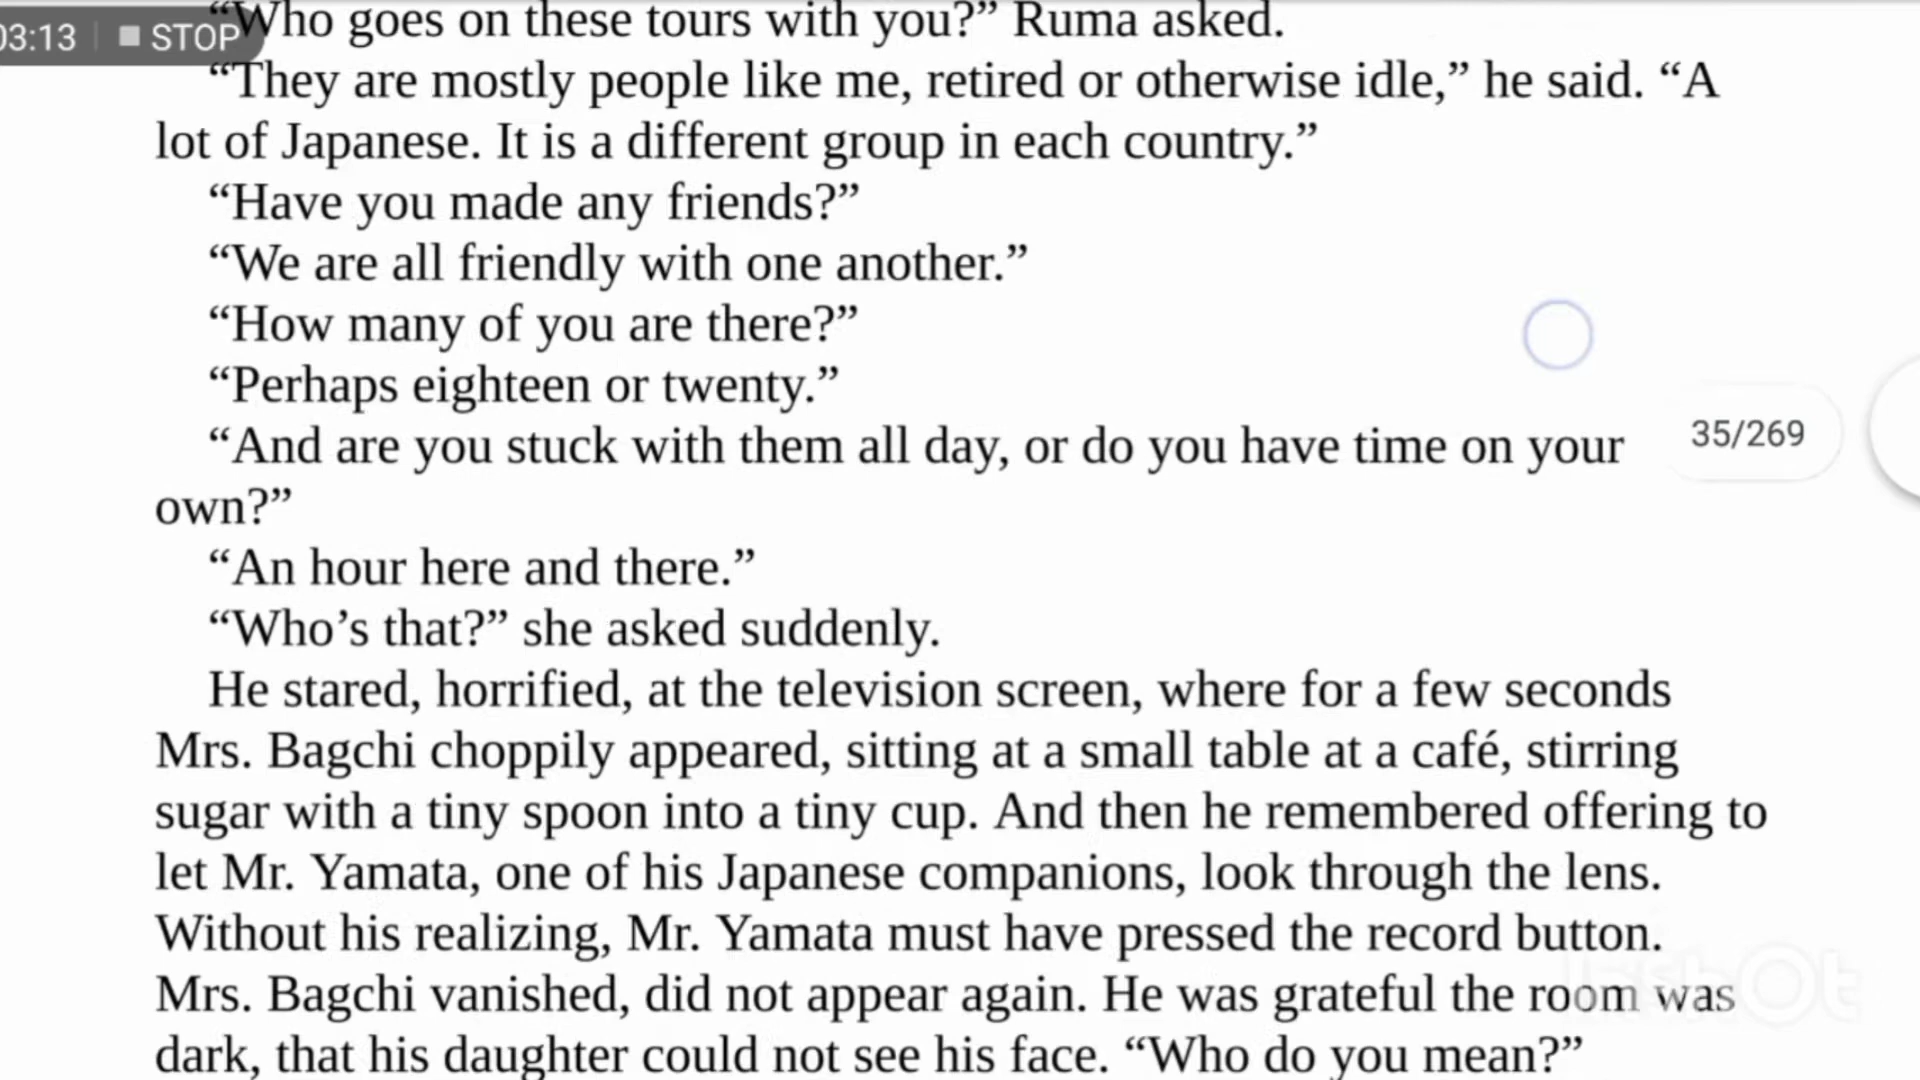 “Who goes on these tours with you?” Ruma asked.
03:13 STOP
“They are mostly people like me, retired or otherwise idle,” he said. “A
lot of Japanese. It is a different group in each country.”
“Have you made any friends?”
“We are all friendly with one another.”
“How many of you are there?”
“Perhaps eighteen or twenty.”
“And are you stuck with them all day, or do you have time on your
35/269
own?”
“An hour here and there.”
“Who’s that?” she asked suddenly.
He stared, horrified, at the television screen, where for a few seconds
Mrs. Bagchi choppily appeared, sitting at a small table at a café, stirring
sugar with a tiny spoon into a tiny cup. And then he remembered offering to
let Mr. Yamata, one of his Japanese companions, look through the lens.
Without his realizing, Mr. Yamata must have pressed the record button.
Mrs. Bagchi vanished, did not appear again. He was grateful the room was
InShOt
dark, that his daughter could not see his face. “Who do you mean?”